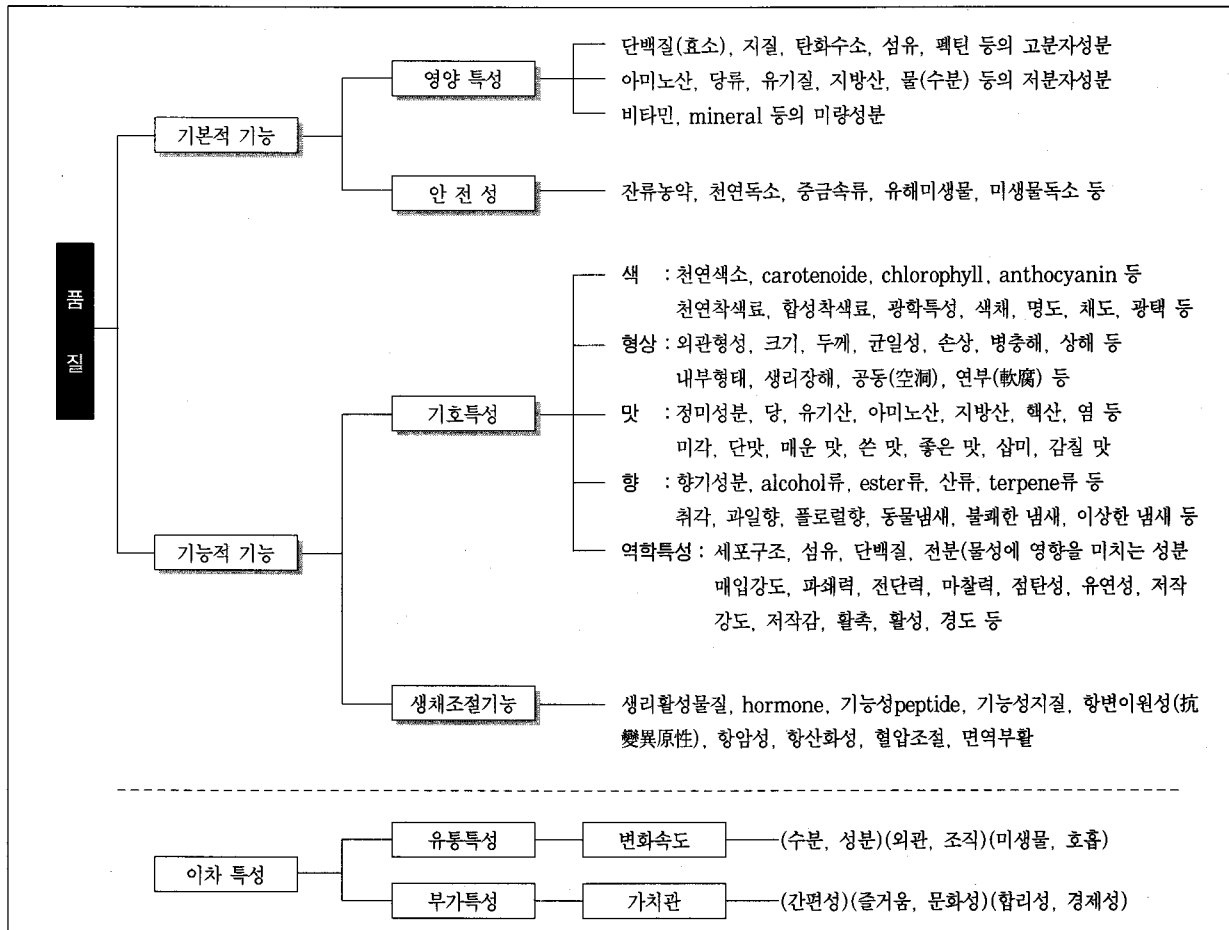 단백질(효소), 지질, 탄화수소, 섬유, 펙틴 등의 고분자성분
영양 특성
아미노산, 당류, 유기질, 지방산, 물(수분) 등의 저분자성분
비타민, mineral 등의 미량성분
기본적 기능
안 전 성
잔류농약, 천연독소, 중금속류, 유해미생물, 미생물독소 등
품
질
색 : 천연색소, carotenoide, chlorophyll, anthocyanin 등
천연착색료, 합성착색료, 광학특성, 색채, 명도, 채도, 광택 등
형상 : 외관형성, 크기, 두께, 균일성, 손상, 병충해, 상해 등
내부형태, 생리장해, 공동(空洞), 연부(軟腐) 등
기호특성
맛 : 정미성분, 당, 유기산, 아미노산, 지방산, 핵산, 염 등
미각, 단맛, 매운 맛, 쓴 맛, 좋은 맛, 삽미, 감칠 맛
향 : 향기성분, alcohol류, ester류, 산류, terpene류 등
취각, 과일향, 플로럴향, 동물냄새, 불쾌한 냄새, 이상한 냄새 등
기능적 기능
역학특성 : 세포구조, 섬유, 단백질, 전분(물성에 영향을 미치는 성분
매입강도, 파쇄력, 전단력, 마찰력, 점탄성, 유연성, 저작
강도, 저작감, 활촉, 활성, 경도 등
생채조절기능
생리활성물질, hormone, 기능성peptide, 기능성지질, 항변이원성(抗
變異原性), 항암성, 항산화성, 혈압조절, 면역부활
유통특성
변화속도
(수분, 성분)(외관, 조직)(미생물, 호흡)
이차 특성
부가특성
가치관
(간편성)(즐거움, 문화성)(합리성, 경제성)